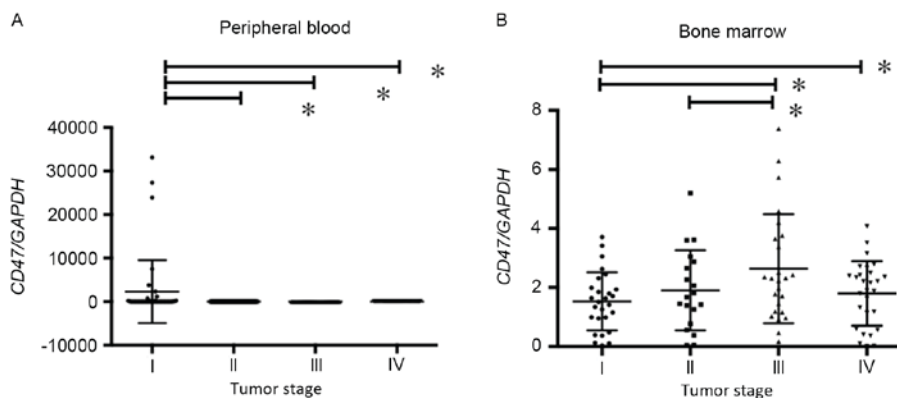 A
Peripheral blood
*
*
*
40000
30000
20000
10000
0
-10000
CD47/GAPDH
I II III IV
Tumor stage
B
Bone marrow
*
*
*
8
6
4
2
0
CD47/GAPDH
I II III IV
Tumor stage